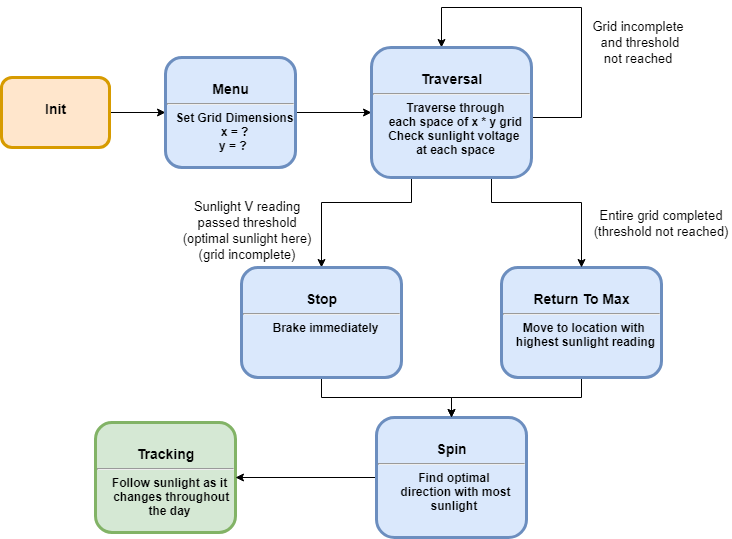 Init
Menu
Set Grid Dimensions
x = ?
y = ?
Traversal
Traverse through
each space of x * y grid
Check sunlight voltage
at each space
Grid incomplete
and threshold
not reached
Sunlight V reading
passed threshold
(optimal sunlight here)
(grid incomplete)
Entire grid completed
(threshold not reached)
Stop
Brake immediately
Return To Max
Move to location with
highest sunlight reading
Spin
Find optimal
direction with most
sunlight
Tracking
Follow sunlight as it
changes throughout
the day